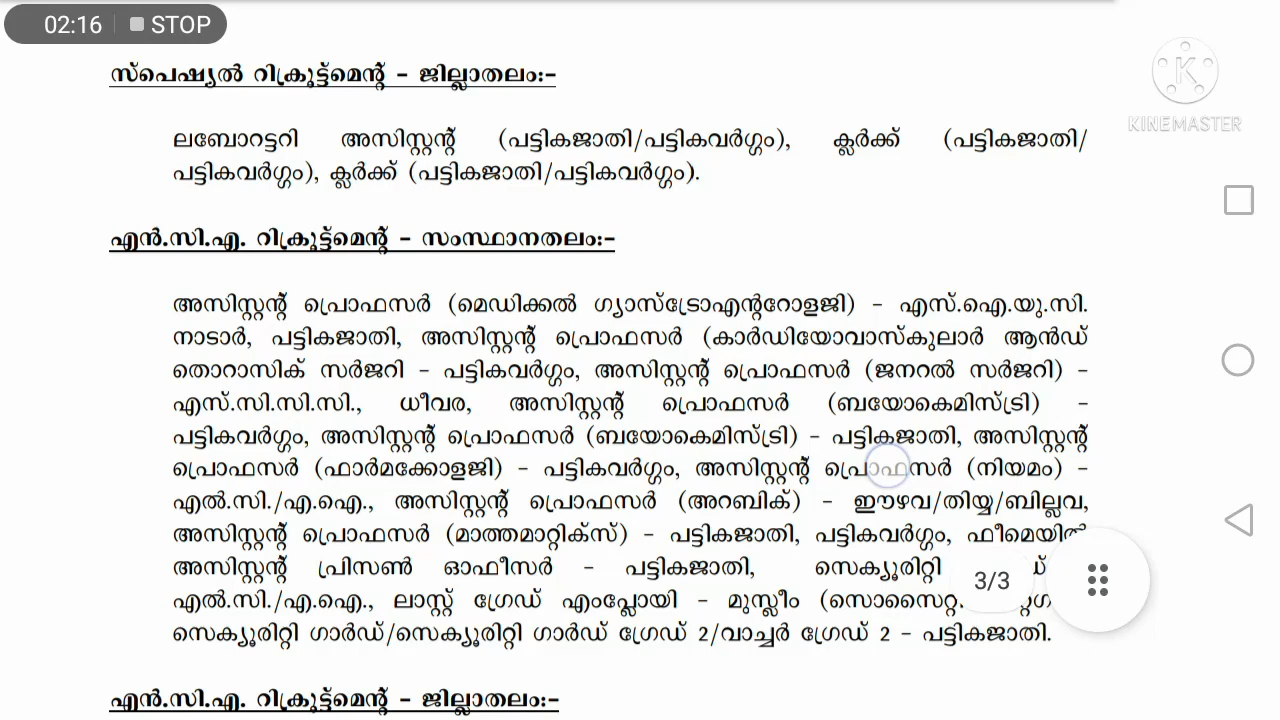 02:16 STOP
സ്പെഷ്യൽ റിക്രൂട്ട്മെന്റ് – ജില്ലാതലം:-
KINEMASTER
ലബോറട്ടറി അസിസ്റ്റന്റ് (പട്ടികജാതി/പട്ടികവർഗ്ഗം), ക്ലർക്ക് (പട്ടികജാതി/
പട്ടികവർഗ്ഗം), ക്ലർക്ക് (പട്ടികജാതി/പട്ടികവർഗ്ഗം).
എൻ.സി.എ. റിക്രൂട്ട്മെന്റ് – സംസ്ഥാനതലം:-
അസിസ്റ്റന്റ് പ്രൊഫസർ (മെഡിക്കൽ ഗ്യാസ്ട്രോഎന്ററോളജി) – എസ്.ഐ.യു.സി.
നാടാർ, പട്ടികജാതി, അസിസ്റ്റന്റ് പ്രൊഫസർ (കാർഡിയോവാസ്കുലാർ ആൻഡ്
തൊറാസിക് സർജറി – പട്ടികവർഗ്ഗം, അസിസ്റ്റന്റ് പ്രൊഫസർ (ജനറൽ സർജറി) –
എസ്.സി.സി.സി., ധീവര, അസിസ്റ്റന്റ് പ്രൊഫസർ (ബയോകെമിസ്ട്രി) –
പട്ടികവർഗ്ഗം, അസിസ്റ്റന്റ് പ്രൊഫസർ (ബയോകെമിസ്ട്രി) – പട്ടികജാതി, അസിസ്റ്റന്റ്
പ്രൊഫസർ (ഫാർമക്കോളജി) – പട്ടികവർഗ്ഗം, അസിസ്റ്റന്റ് പ്രൊഫസർ (നിയമം) –
എൽ.സി./എ.ഐ., അസിസ്റ്റന്റ് പ്രൊഫസർ (അറബിക്) – ഈഴവ/തിയ്യ/ബില്ലവ,
അസിസ്റ്റന്റ് പ്രൊഫസർ (മാത്തമാറ്റിക്സ്) – പട്ടികജാതി, പട്ടികവർഗ്ഗം, ഫീമെയിൽ
അസിസ്റ്റന്റ് പ്രിസൺ ഓഫീസർ – പട്ടികജാതി, സെക്യൂരിറ്റി
3/3
എൽ.സി./എ.ഐ., ലാസ്റ്റ് ഗ്രേഡ് എംപ്ലോയി – മുസ്ലീം
സെക്യൂരിറ്റി ഗാർഡ്/സെക്യൂരിറ്റി ഗാർഡ് ഗ്രേഡ് 2/വാച്ചർ ഗ്രേഡ് 2 – പട്ടികജാതി.
എൻ.സി.എ. റിക്രൂട്ട്മെന്റ് – ജില്ലാതലം:-